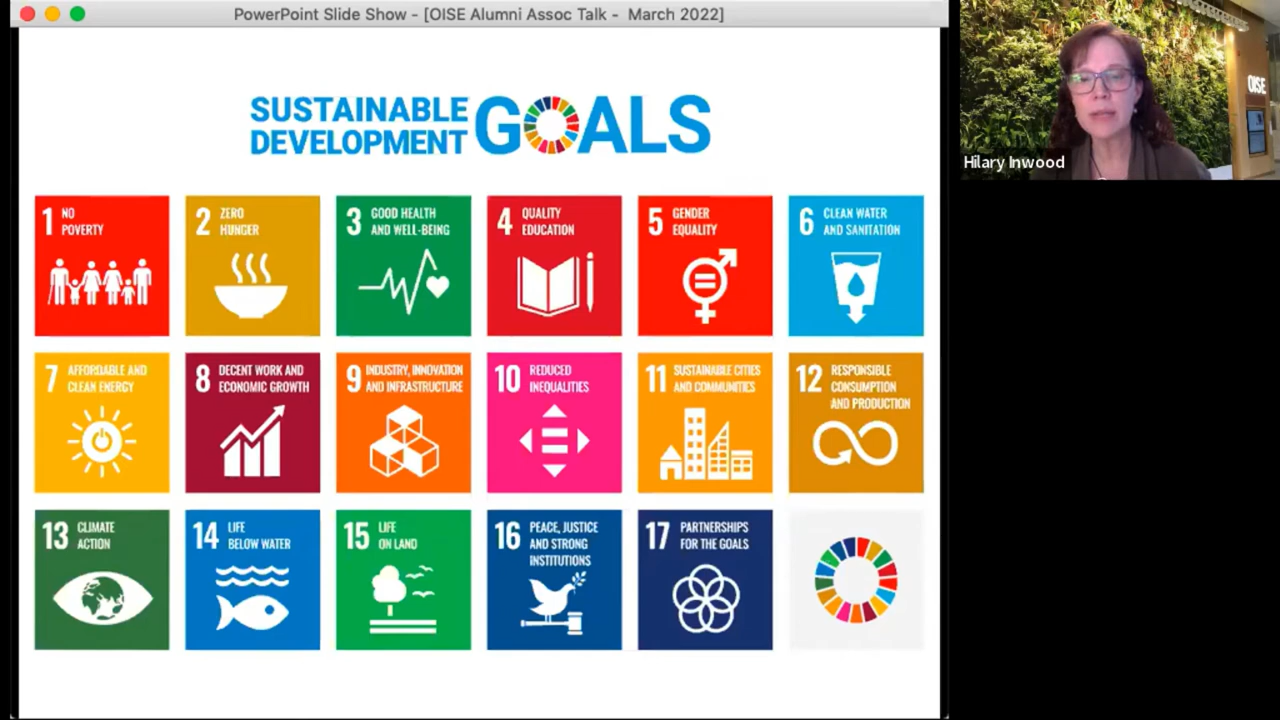 PowerPoint Slide Show - [OISE Alumni Assoc Talk - March 2022]
SUSTAINABLE
DEVELOPMENT
GOALS
1 NO
POVERTY
2 ZERO
HUNGER
3 GOOD HEALTH
AND WELL-BEING
4 QUALITY
EDUCATION
5 GENDER
EQUALITY
6 CLEAN WATER
AND SANITATION
7 AFFORDABLE AND
CLEAN ENERGY
8 DECENT WORK AND
ECONOMIC GROWTH
9 INDUSTRY, INNOVATION
AND INFRASTRUCTURE
10 REDUCED
INEQUALITIES
11 SUSTAINABLE CITIES
AND COMMUNITIES
12 RESPONSIBLE
CONSUMPTION
AND PRODUCTION
13 CLIMATE
ACTION
14 LIFE
BELOW WATER
15 LIFE
ON LAND
16 PEACE, JUSTICE
AND STRONG
INSTITUTIONS
17 PARTNERSHIPS
FOR THE GOALS
OISE
Hilary Inwood